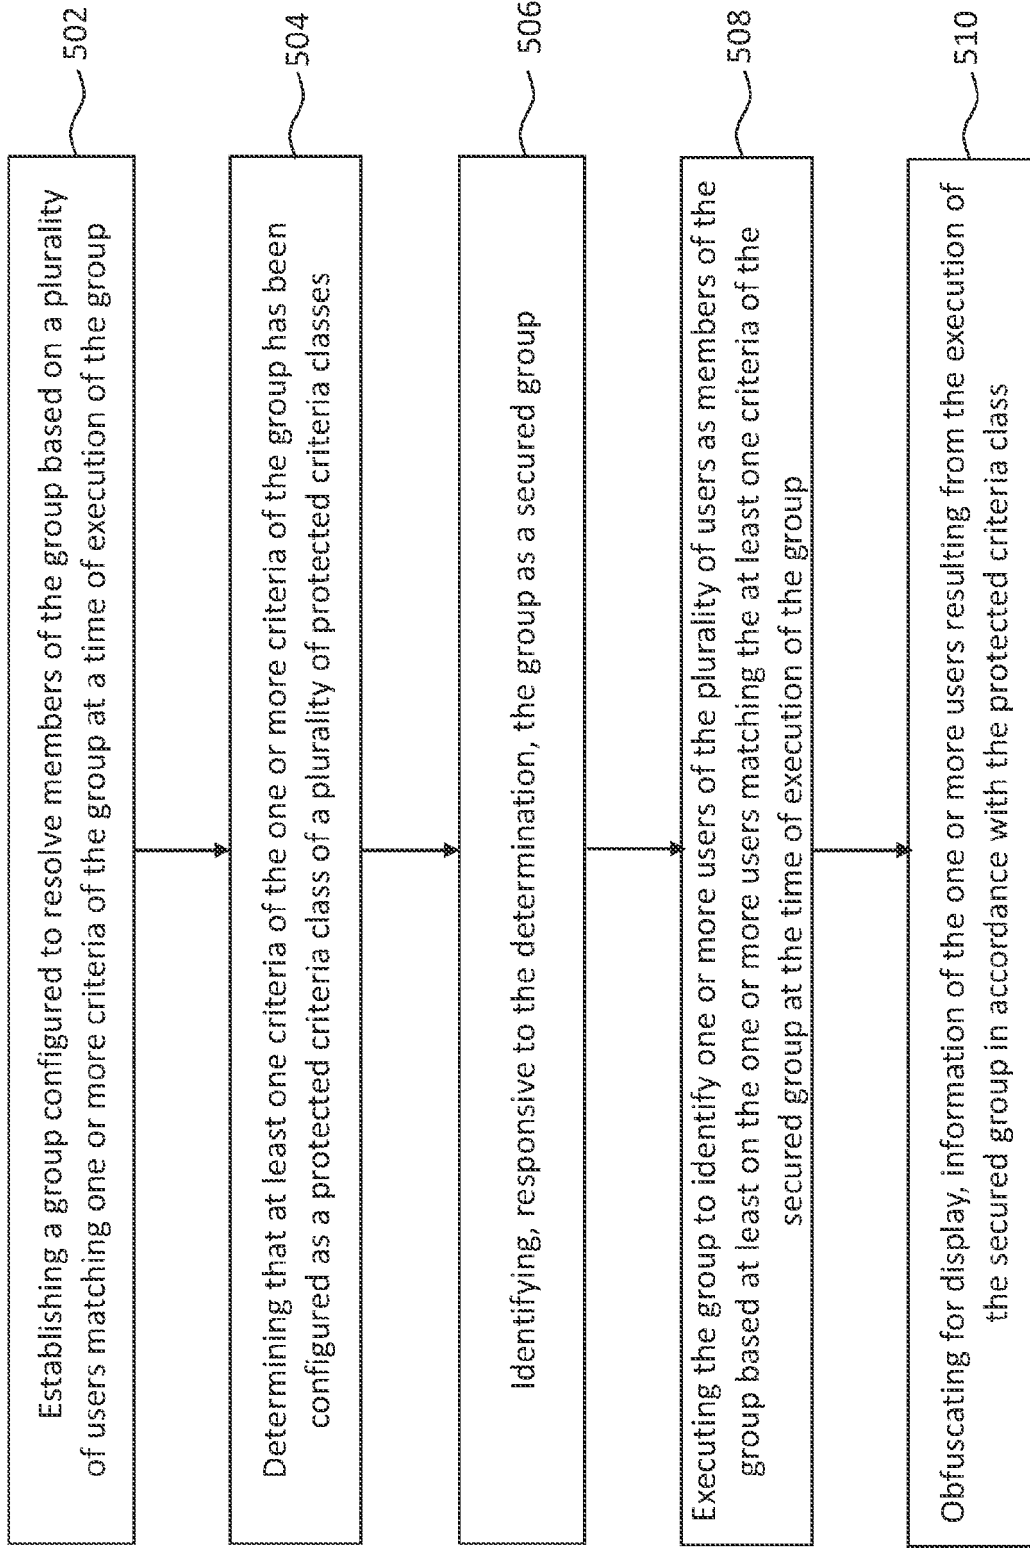 Establishing a group configured to resolve members of the group based on a plurality
of users matching one or more criteria of the group at a time of execution of the group
502
Determining that at least one criteria of the one or more criteria of the group has been
configured as a protected criteria class of a plurality of protected criteria classes
504
Identifying, responsive to the determination, the group as a secured group
506
Executing the group to identify one or more users of the plurality of users as members of the
group based at least on the one or more users matching the at least one criteria of the
secured group at the time of execution of the group
508
Obfuscating for display, information of the one or more users resulting from the execution of
the secured group in accordance with the protected criteria class
510